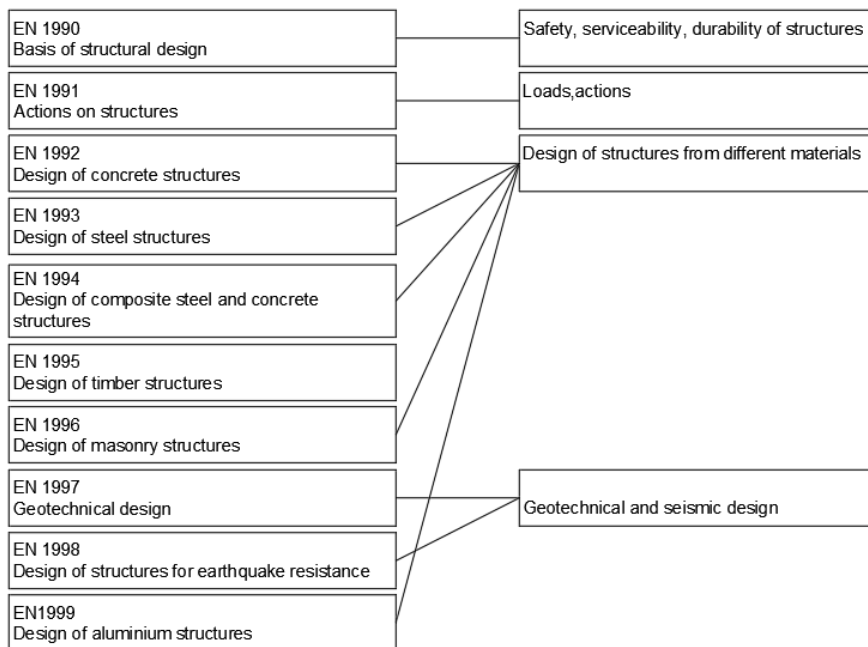 EN 1990
Basis of structural design
Safety, serviceability, durability of structures
EN 1991
Actions on structures
Loads,actions
EN 1992
Design of concrete structures
Design of structures from different materials
EN 1993
Design of steel structures
EN 1994
Design of composite steel and concrete
structures
EN 1995
Design of timber structures
EN 1996
Design of masonry structures
EN 1997
Geotechnical design
Geotechnical and seismic design
EN 1998
Design of structures for earthquake resistance
EN1999
Design of aluminium structures